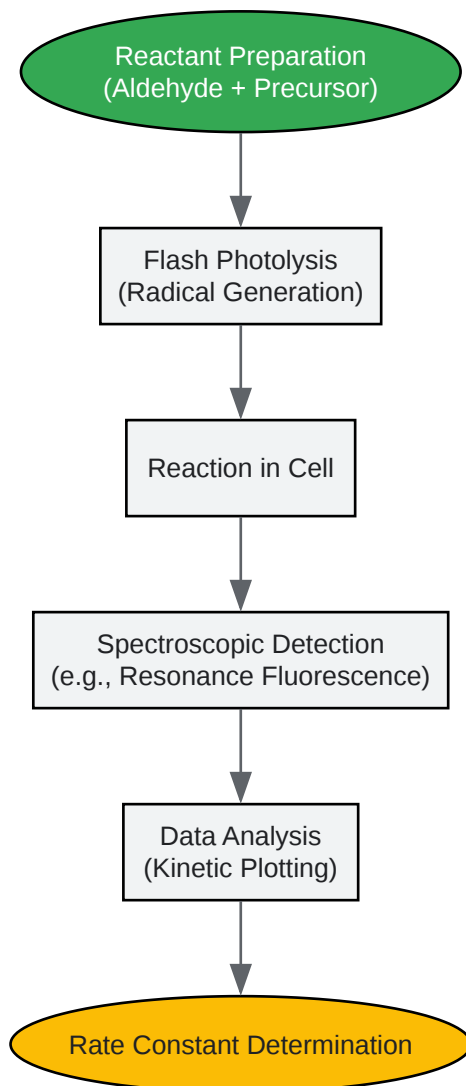 Reactant Preparation
(Aldehyde + Precursor)
Flash Photolysis
(Radical Generation)
Reaction in Cell
Spectroscopic Detection
(e.g., Resonance Fluorescence)
Data Analysis
(Kinetic Plotting)
Rate Constant Determination